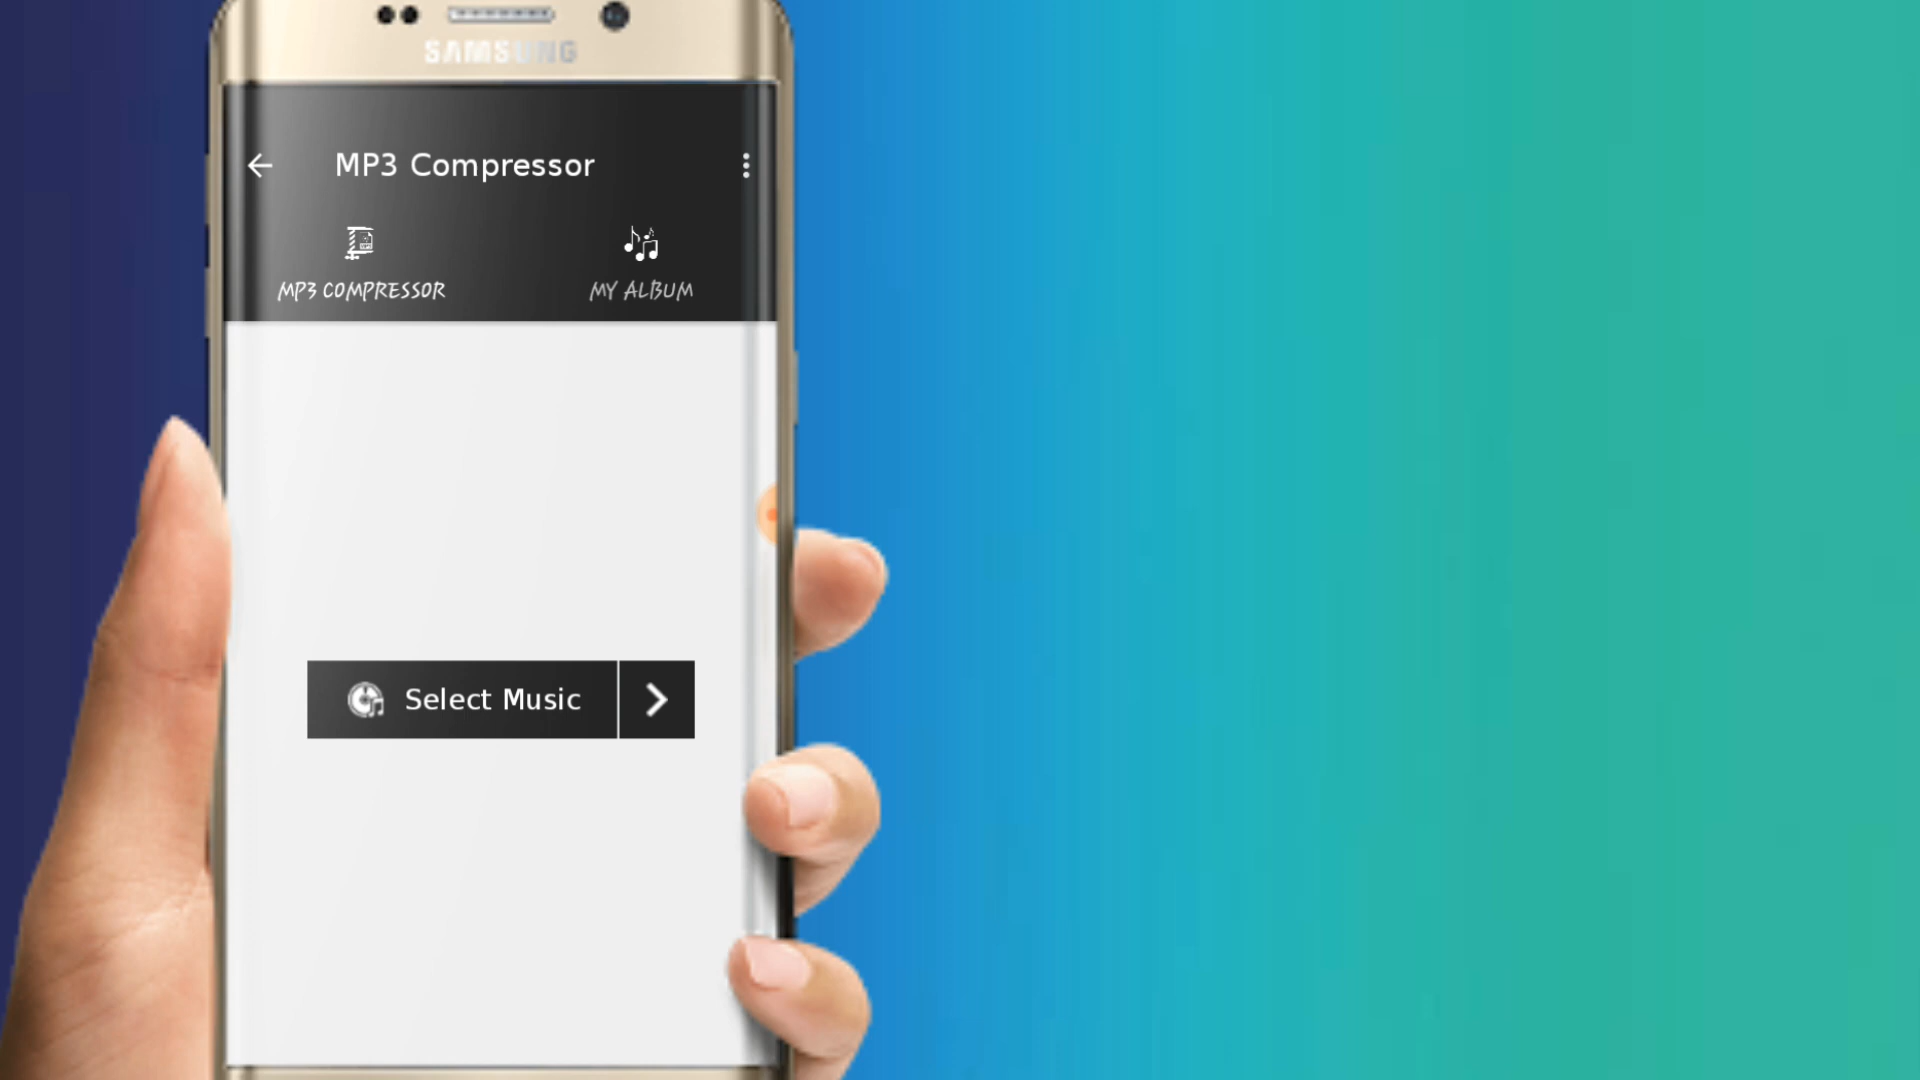 SAMSUNG
MP3 Compressor
MP3 COMPRESSOR
MY ALBUM
Select Music